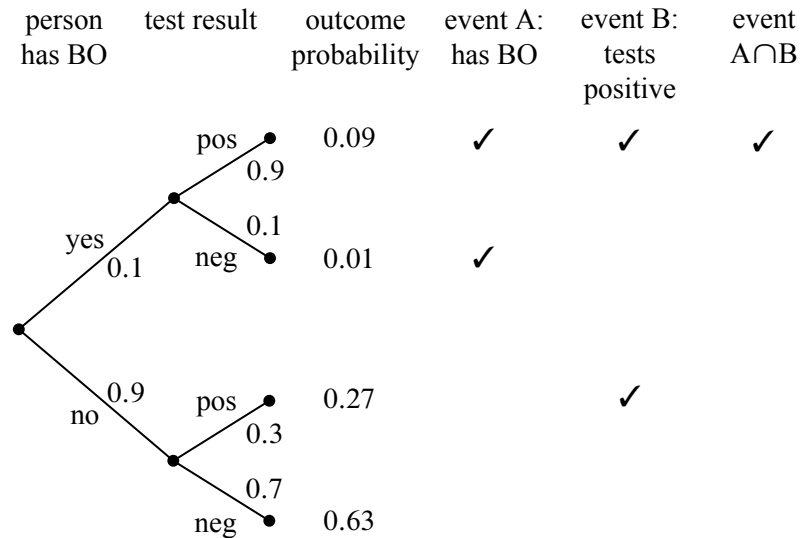 person test result outcome event A: event B: event
has BO probability has BO tests A∩B
positive
pos 0.09 ✓ ✓ ✓
0.9
yes 0.1
neg 0.01 ✓
0.1
0.9 pos 0.27 ✓
no 0.3
0.7
neg 0.63